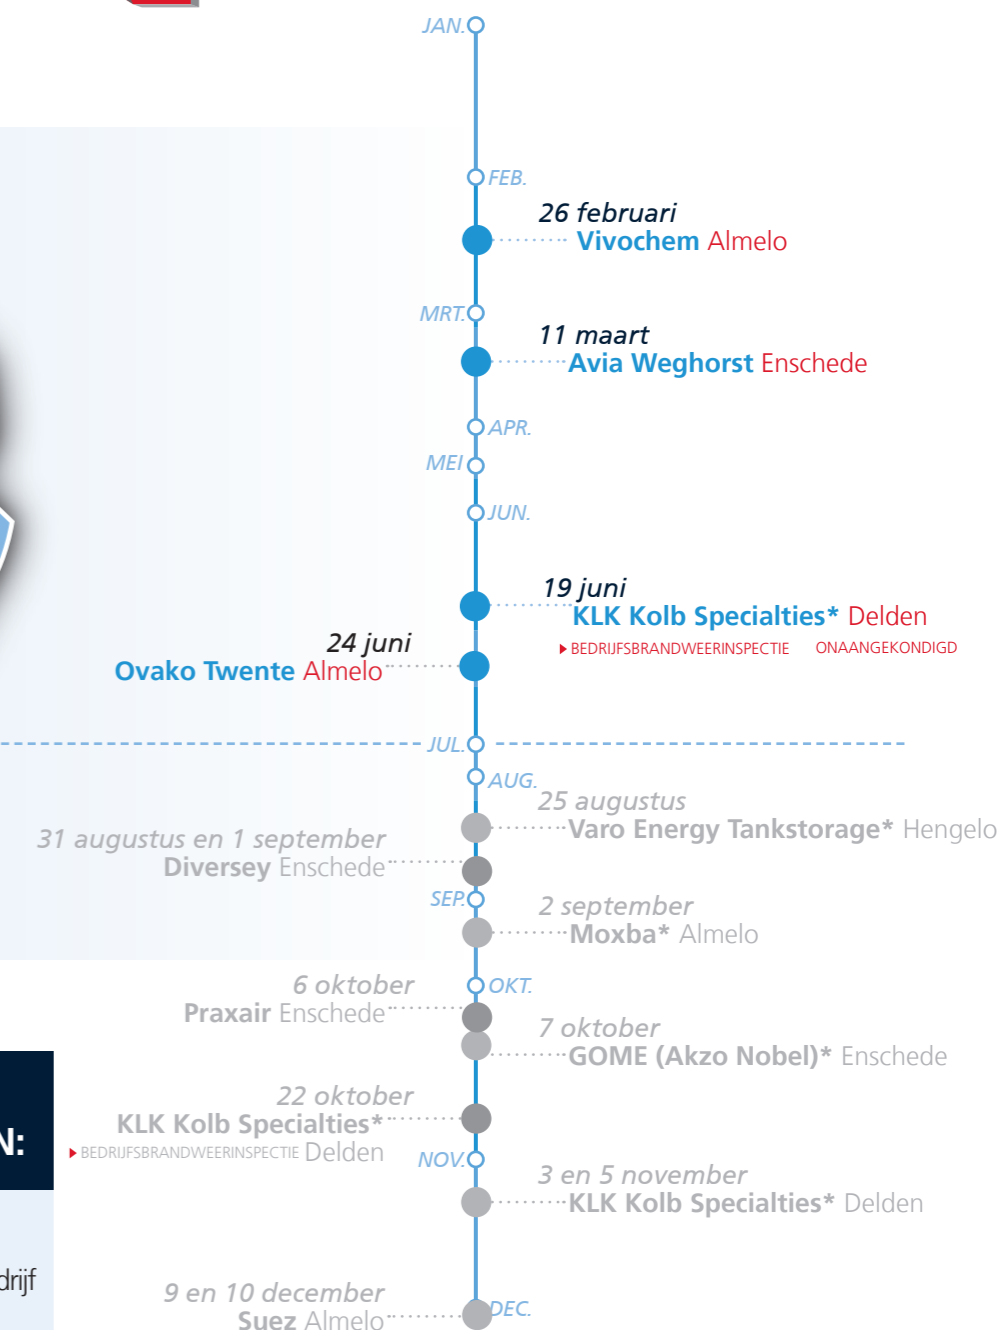 JAN.
FEB.
26 februari
Vivochem Almelo
MRT.
11 maart
Avia Weghorst Enschede
APR.
MEI
JUN.
19 juni
KLK Kolb Specialties* Delden
BEDRIJFSBRANDWEERINSPECTIE ONAANGEKONDIGD
24 juni
Ovako Twente Almelo
JUL.
AUG.
25 augustus
Varo Energy Tankstorage* Hengelo
31 augustus en 1 september
Diversey Enschede
SEP.
2 september
Moxba* Almelo
OKT.
6 oktober
Praxair Enschede
7 oktober
GOME (Akzo Nobel)* Enschede
22 oktober
KLK Kolb Specialties*
BEDRIJFSBRANDWEERINSPECTIE Delden
N:
NOV.
3 en 5 november
KLK Kolb Specialties* Delden
drijf
9 en 10 december
Suez Almelo
DEC.